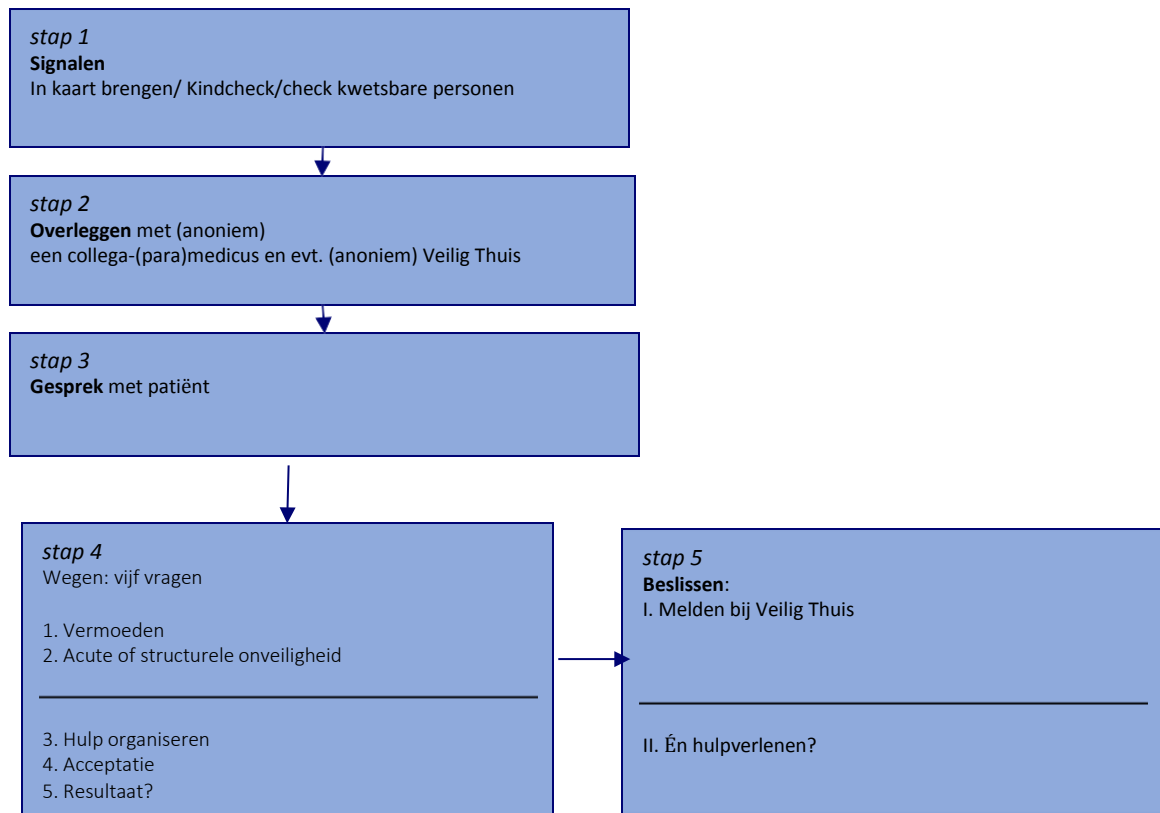 stap 1
Signalen
In kaart brengen/ Kindcheck/check kwetsbare personen
stap 2
Overleggen met (anoniem)
een collega-(para)medicus en evt. (anoniem) Veilig Thuis
stap 3
Gesprek met patiënt
stap 4
Wegen: vijf vragen
1. Vermoeden
2. Acute of structurele onveiligheid
3. Hulp organiseren
4. Acceptatie
5. Resultaat?
stap 5
Beslissen:
I. Melden bij Veilig Thuis
II. Én hulpverlenen?